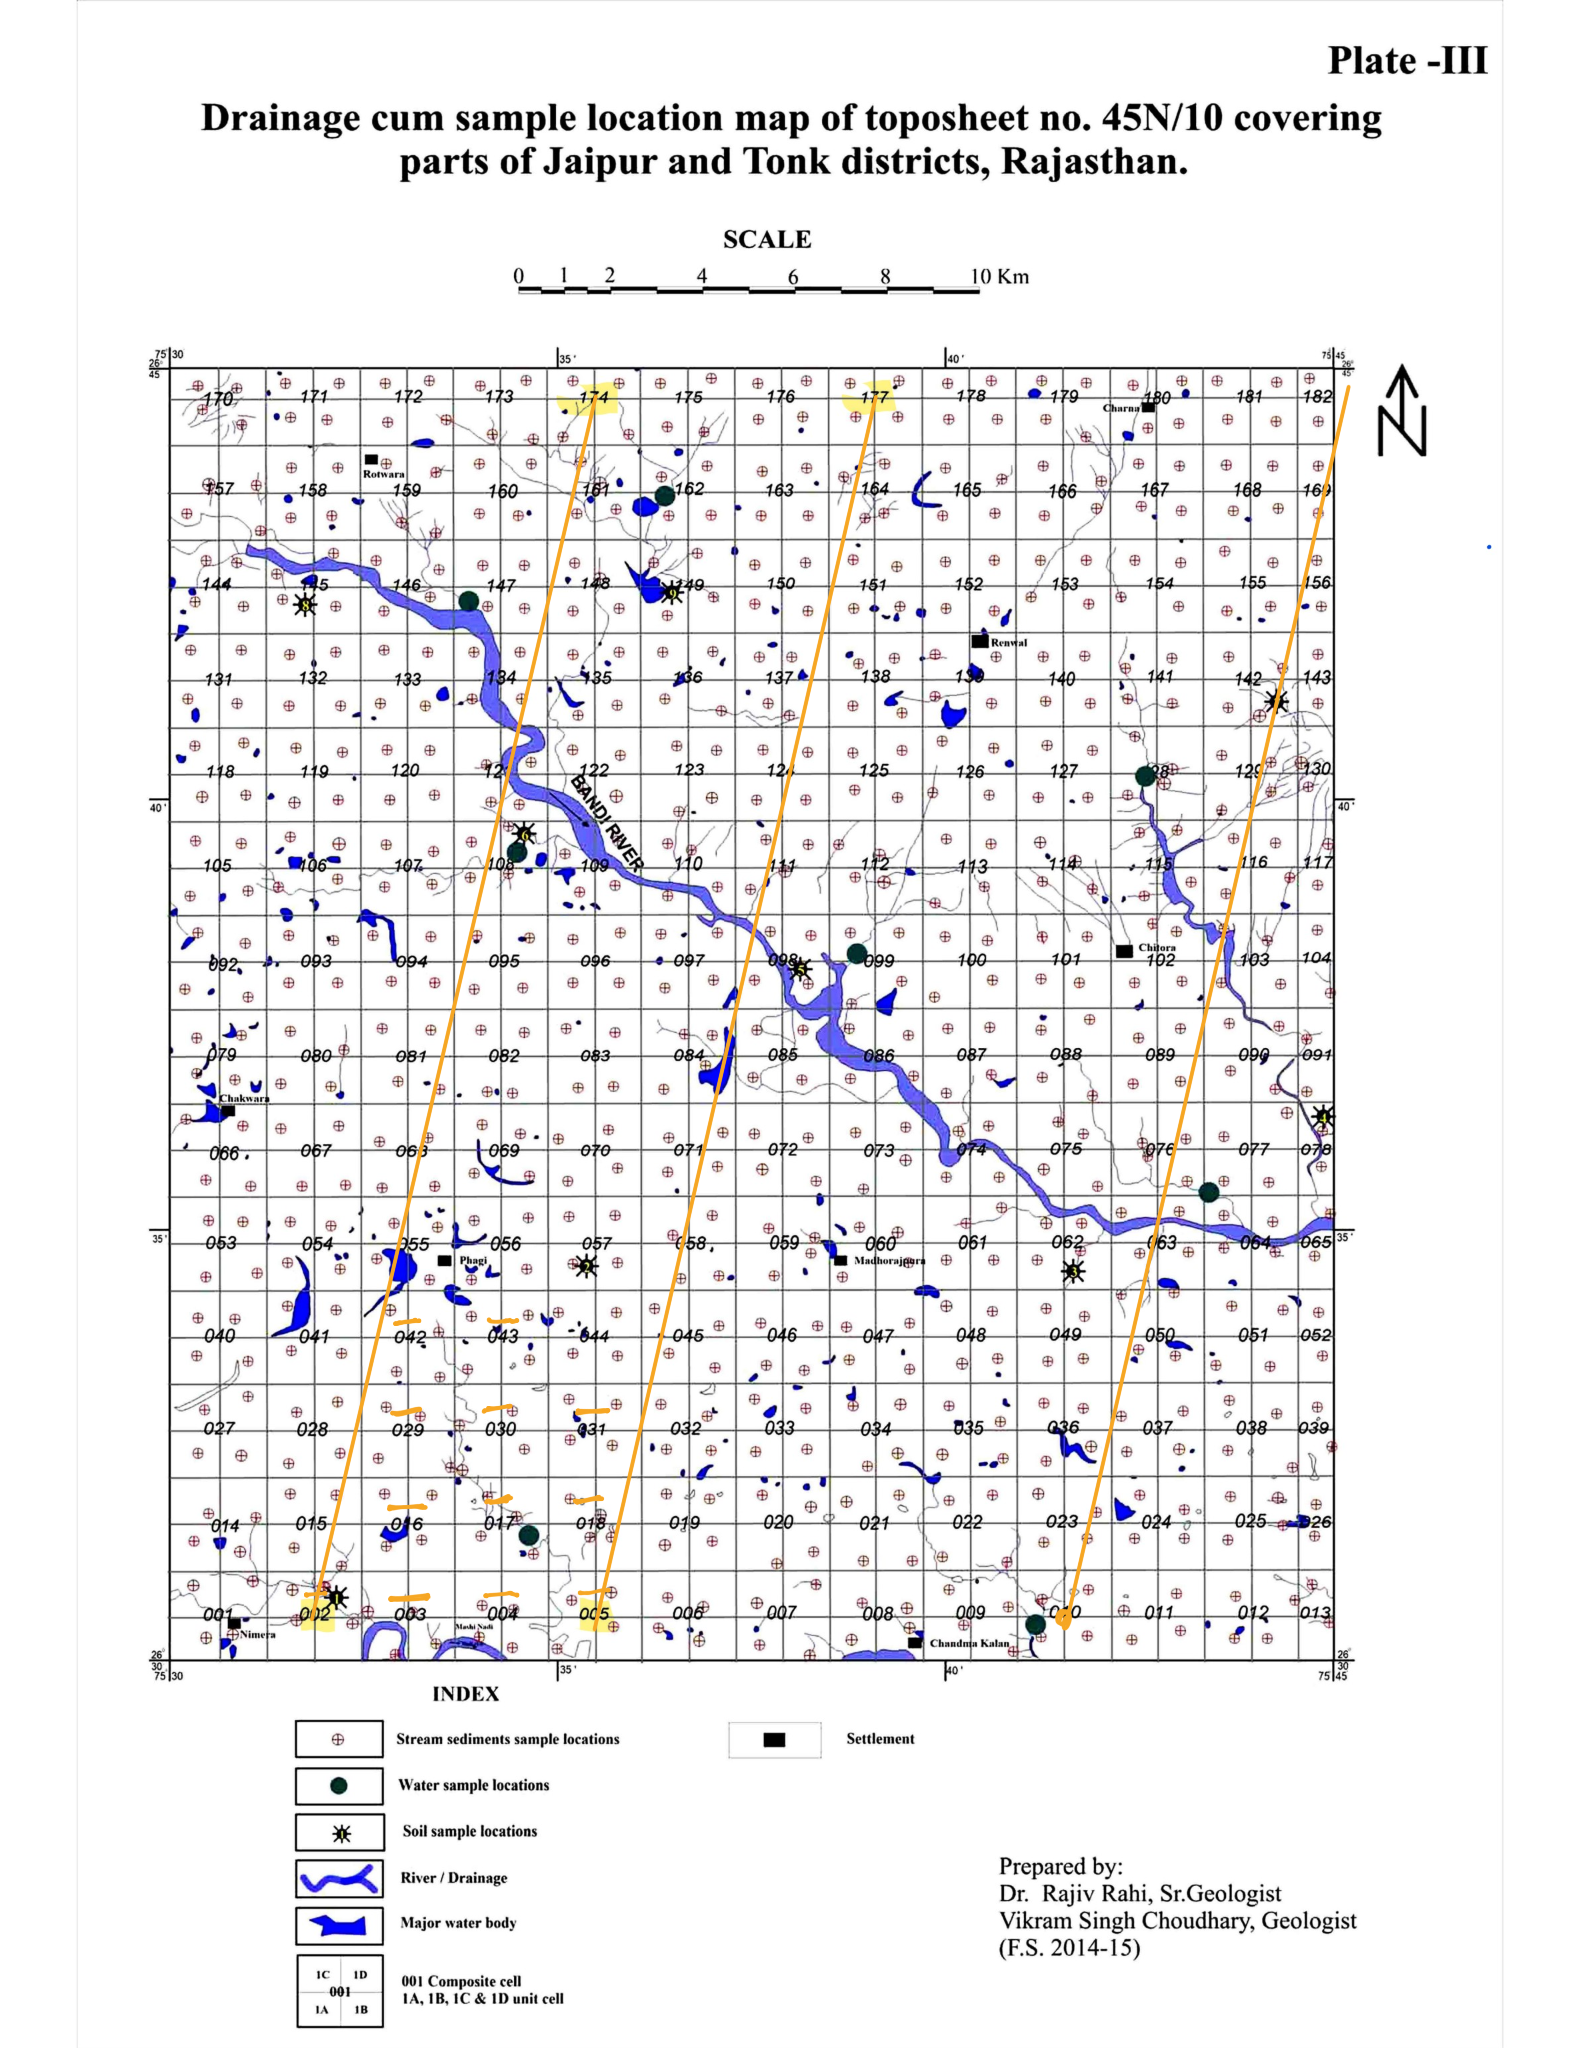 Plate -III
Drainage cum sample location map of toposheet no. 45N/10 covering
parts of Jaipur and Tonk districts, Rajasthan.
SCALE
0 1 2 4 6 8 10 Km
75 30 35' 40' 75 45
26° 45' 26° 45'
170 171 172 173 174 175 176 177 178 179 180 181 182
Charna
N
Rotwara
157 158 159 160 161 162 163 164 165 166 167 168 169
144 145 146 147 148 149 150 151 152 153 154 155 156
8 9
Renwal
131 132 133 134 135 136 137 138 139 140 141 142 143
118 119 120 121 122 123 124 125 126 127 128 129 130
40' 40'
BANDI RIVER
6
105 106 107 108 109 110 111 112 113 114 115 116 117
Chitora
092 093 094 095 096 097 098 099 100 101 102 103 104
5
079 080 081 082 083 084 085 086 087 088 089 090 091
Chakwara
4
066 067 068 069 070 071 072 073 074 075 076 077 078
35' 35'
053 054 055 056 057 058 059 060 061 062 063 064 065
Phagi 2 Madhorajpura 3
040 041 042 043 044 045 046 047 048 049 050 051 052
027 028 029 030 031 032 033 034 035 036 037 038 039
014 015 016 017 018 019 020 021 022 023 024 025 026
1
001 002 003 004 005 006 007 008 009 010 011 012 013
Nimera Mashi Nadi Chandma Kalan
26° 30 26° 30
75 30 35' 40' 75 45
INDEX
Stream sediments sample locations
Settlement
Water sample locations
1 Soil sample locations
River / Drainage
Major water body
1C 1D
001
1A 1B
001 Composite cell
1A, 1B, 1C & 1D unit cell
Prepared by:
Dr. Rajiv Rahi, Sr.Geologist
Vikram Singh Choudhary, Geologist
(F.S. 2014-15)